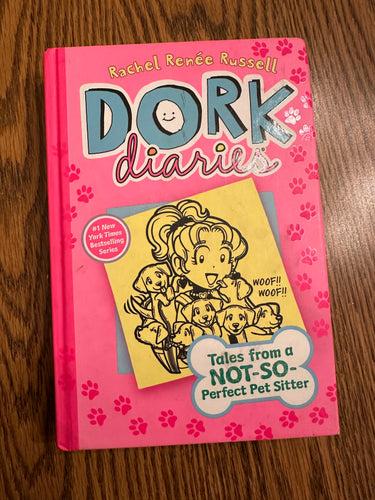 Rachel Renée Russell
DORK
diaries
#1 New
York Times
Bestselling
Series
WOOF!!
WOOF!!
Tales from a
NOT-SO-
Perfect Pet Sitter